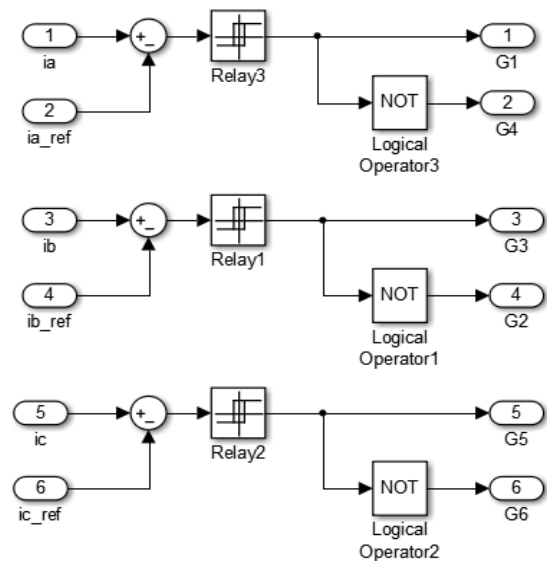 1
ia
+
−
Relay3
1
G1
2
ia_ref
NOT
Logical
Operator3
2
G4
3
ib
+
−
Relay1
3
G3
4
ib_ref
NOT
Logical
Operator1
4
G2
5
ic
+
−
Relay2
5
G5
6
ic_ref
NOT
Logical
Operator2
6
G6